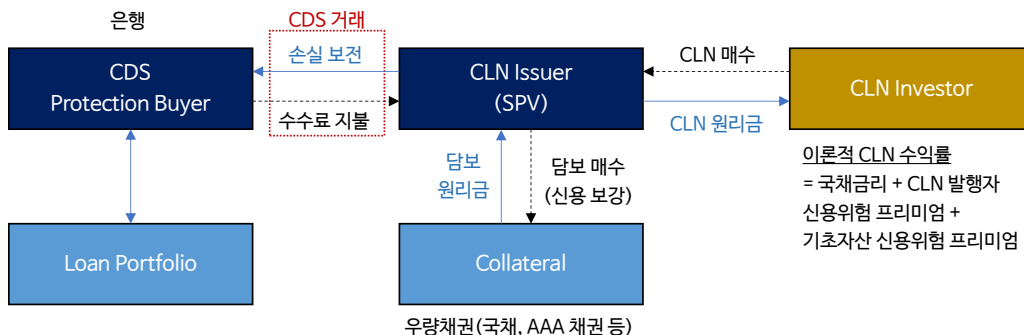 은행
CDS 거래
CDS
Protection Buyer
손실 보전
수수료 지불
CLN Issuer
(SPV)
CLN 매수
CLN 원리금
CLN Investor
이론적 CLN 수익률
= 국채금리 + CLN 발행자
신용위험 프리미엄 +
기초자산 신용위험 프리미엄
담보
원리금
담보 매수
(신용 보강)
Loan Portfolio
Collateral
우량채권(국채, AAA 채권 등)